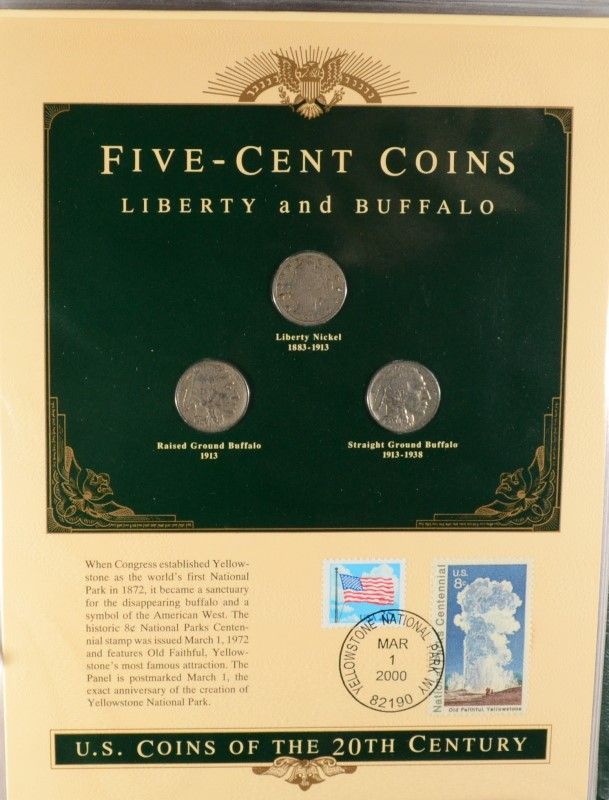 FIVE-CENT COINS
LIBERTY and BUFFALO
Liberty Nickel
1883-1913
Raised Ground Buffalo
1913
Straight Ground Buffalo
1913-1938
When Congress established Yellow-
stone as the world's first National
Park in 1872, it became a sanctuary
for the disappearing buffalo and a
symbol of the American West. The
historic 8¢ National Parks Centen-
nial stamp was issued March 1, 1972
and features Old Faithful, Yellow-
stone's most famous attraction. The
Panel is postmarked March 1, the
exact anniversary of the creation of
Yellowstone National Park.
YELLOWSTONE NATIONAL PARK WY
MAR
1
2000
82190
U.S.
8¢
Centennial
Old Faithful, Yellowstone
U.S. COINS OF THE 20TH CENTURY